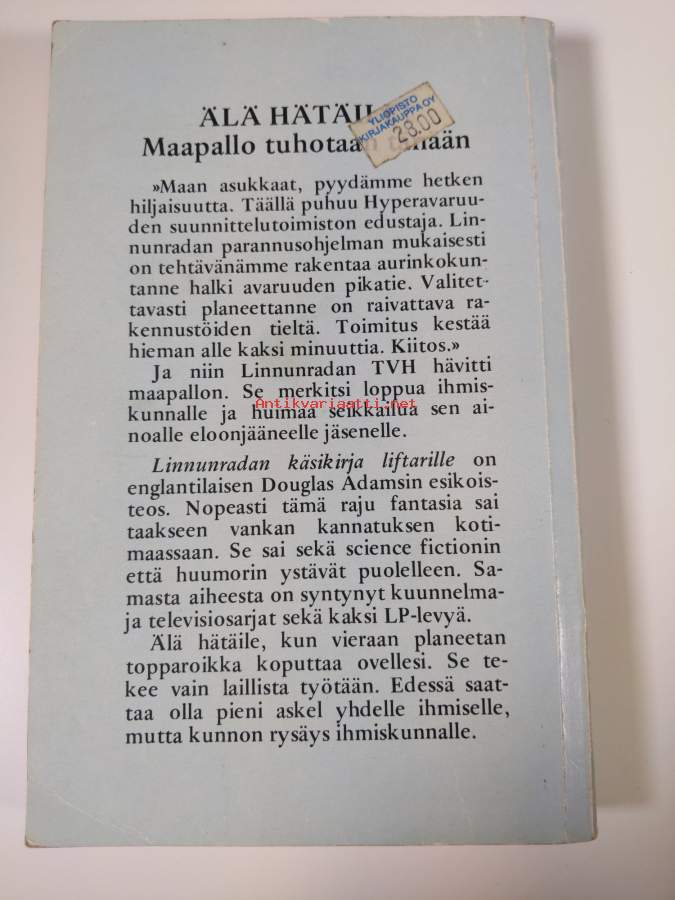 ÄLÄ HÄTÄIL
YLIOPISTO
KIRJAKAUPPA OY
28.00
Maapallo tuhotaan tänään
»Maan asukkaat, pyydämme hetken
hiljaisuutta. Täällä puhuu Hyperavaruu-
den suunnittelutoimiston edustaja. Lin-
nunradan parannusohjelman mukaisesti
on tehtävänämme rakentaa aurinkokun-
tanne halki avaruuden pikatie. Valitet-
tavasti planeettanne on raivattava ra-
kennustöiden tieltä. Toimitus kestää
hieman alle kaksi minuuttia. Kiitos.»
Ja niin Linnunradan TVH hävitti
maapallon. Se merkitsi loppua ihmis-
Antikvariaatti.net
kunnalle ja huimaa seikkailua sen ai-
noalle eloonjääneelle jäsenelle.
Linnunradan käsikirja liftarille on
englantilaisen Douglas Adamsin esikois-
teos. Nopeasti tämä raju fantasia sai
taakseen vankan kannatuksen koti-
maassaan. Se sai sekä science fictionin
että huumorin ystävät puolelleen. Sa-
masta aiheesta on syntynyt kuunnelma-
ja televisiosarjat sekä kaksi LP-levyä.
Älä hätäile, kun vieraan planeetan
topparoikka koputtaa ovellesi. Se te-
kee vain laillista työtään. Edessä saat-
taa olla pieni askel yhdelle ihmiselle,
mutta kunnon rysäys ihmiskunnalle.